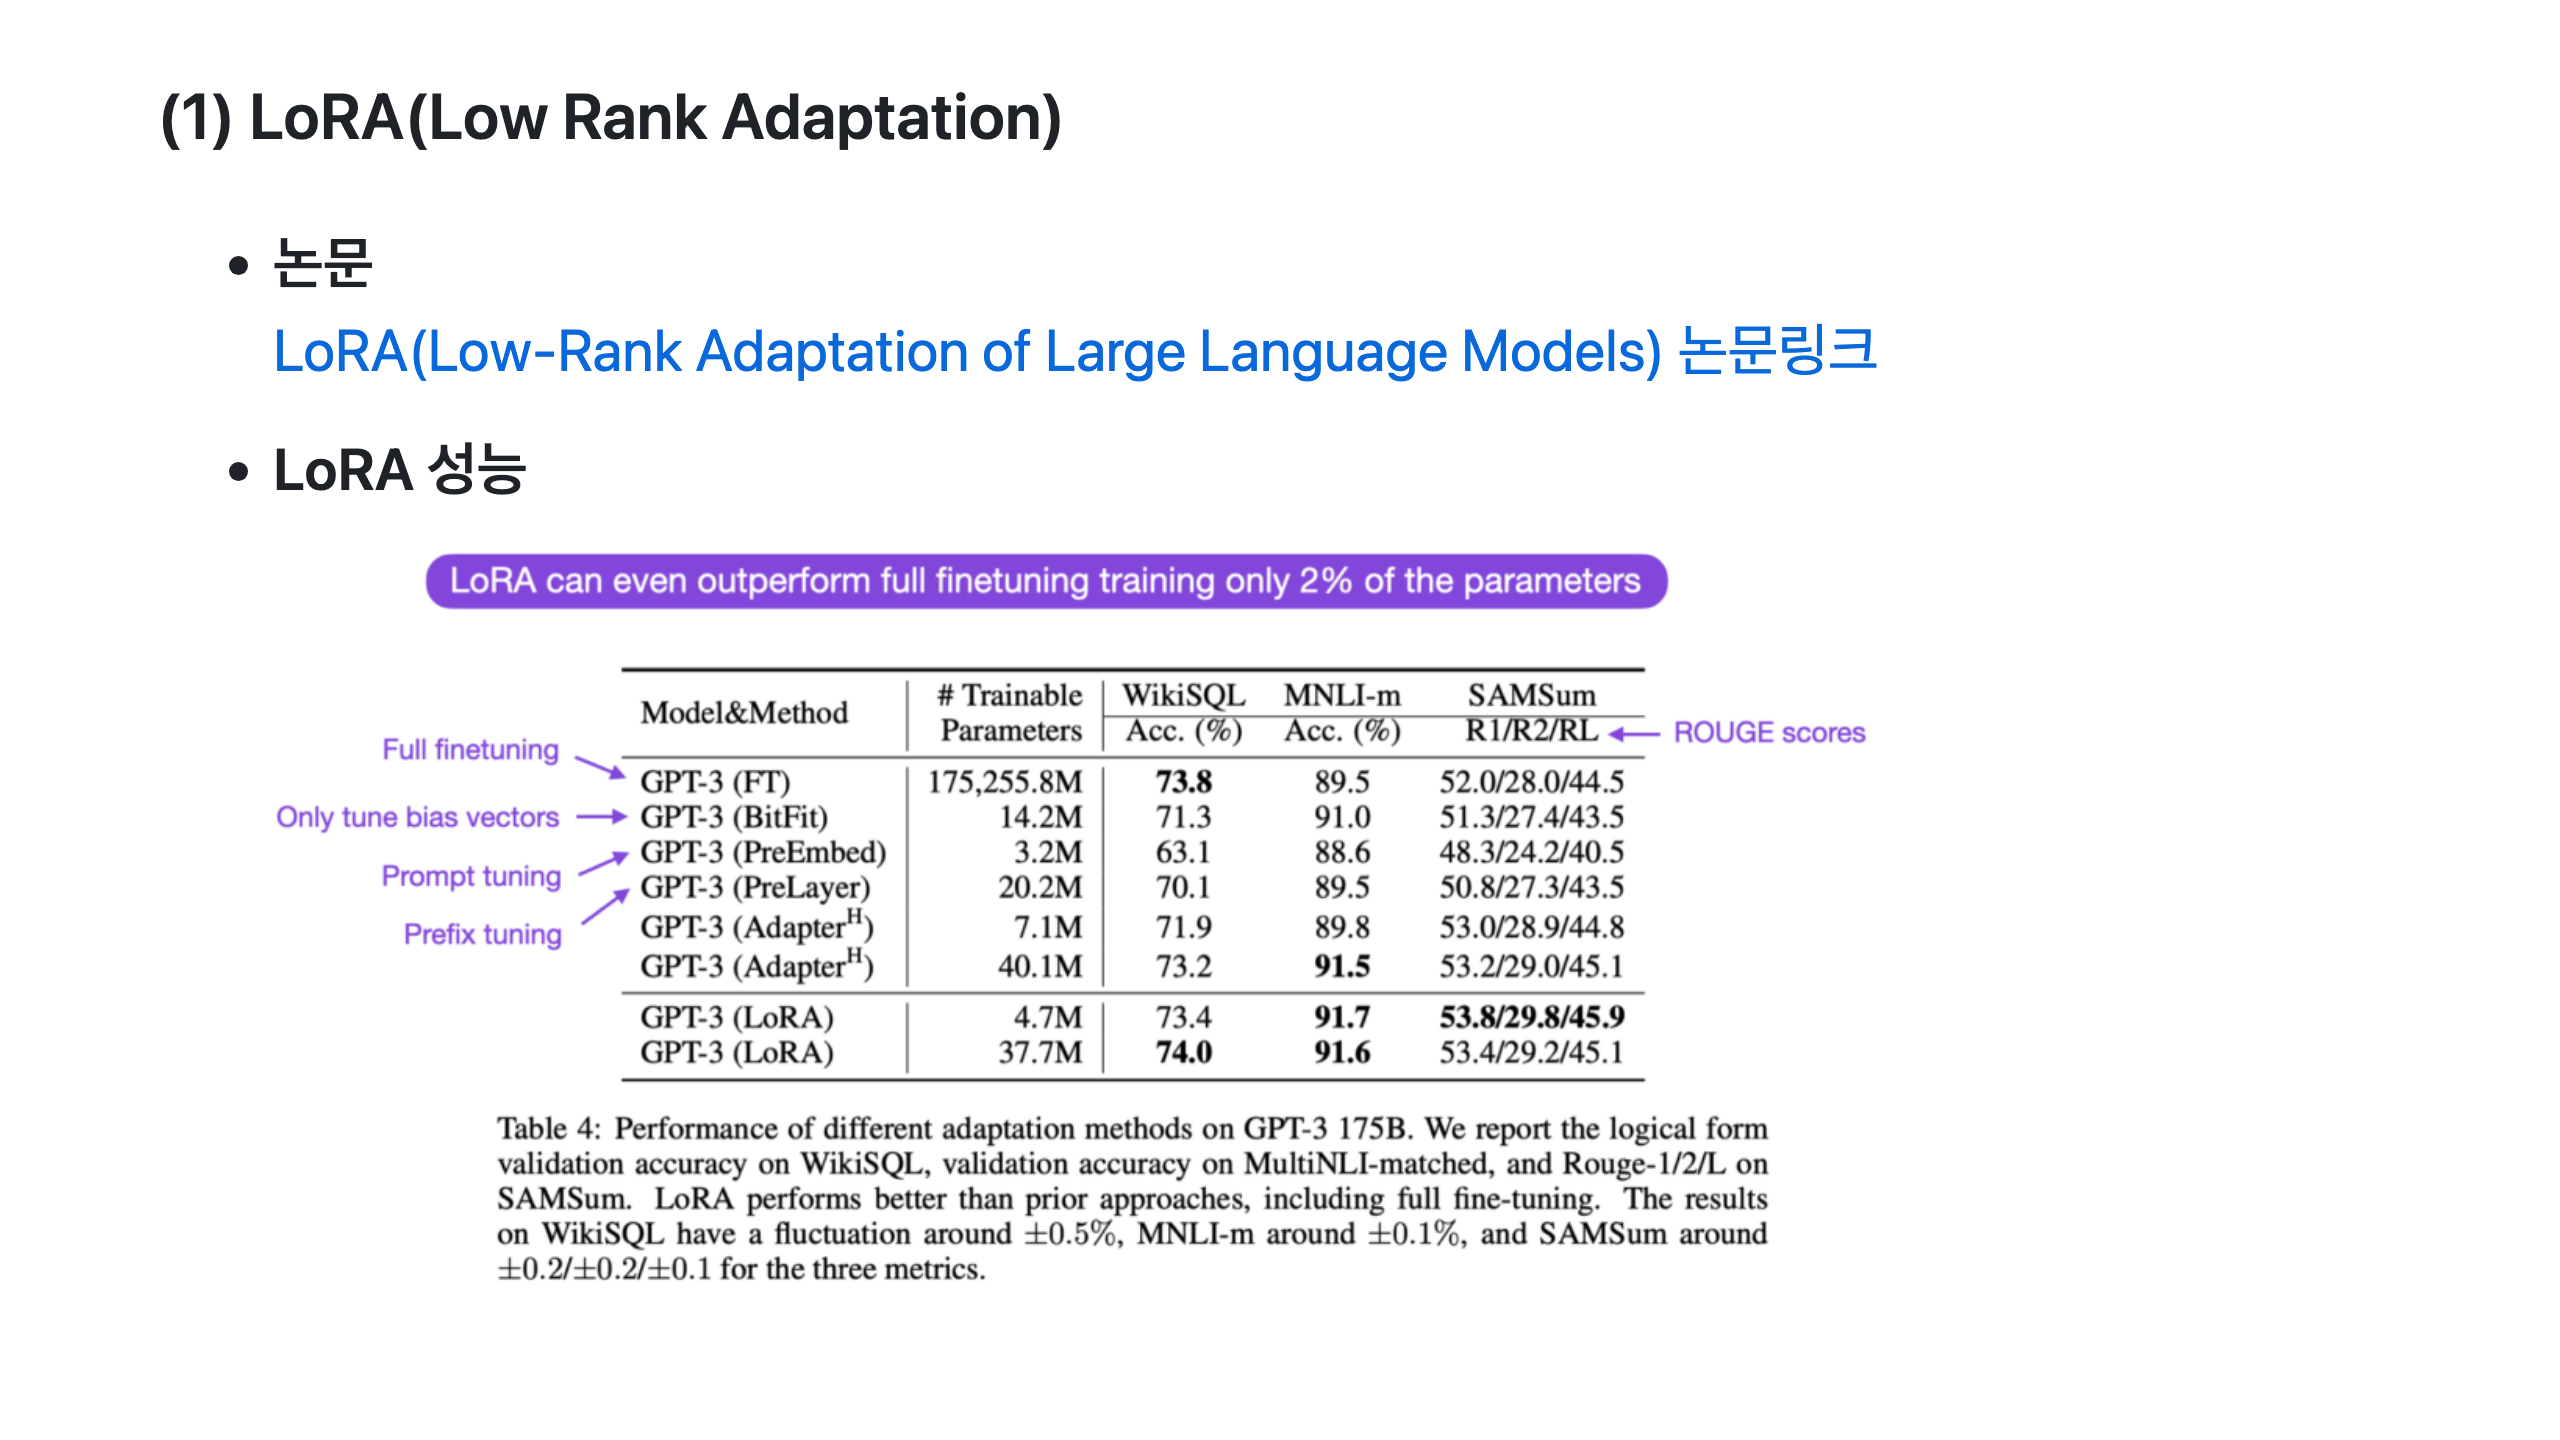 (1) LoRA(Low Rank Adaptation)
• 논문
LoRA(Low-Rank Adaptation of Large Language Models) 논문링크
• LoRA 성능
LoRA can even outperform full finetuning training only 2% of the parameters
Model&Method # Trainable Parameters WikiSQL Acc. (%) MNLI-m Acc. (%) SAMSum R1/R2/RL
ROUGE scores
Full finetuning
Only tune bias vectors
Prompt tuning
Prefix tuning
GPT-3 (FT) 175,255.8M 73.8 89.5 52.0/28.0/44.5
GPT-3 (BitFit) 14.2M 71.3 91.0 51.3/27.4/43.5
GPT-3 (PreEmbed) 3.2M 63.1 88.6 48.3/24.2/40.5
GPT-3 (PreLayer) 20.2M 70.1 89.5 50.8/27.3/43.5
GPT-3 (Adapter^H) 7.1M 71.9 89.8 53.0/28.9/44.8
GPT-3 (Adapter^H) 40.1M 73.2 91.5 53.2/29.0/45.1
GPT-3 (LoRA) 4.7M 73.4 91.7 53.8/29.8/45.9
GPT-3 (LoRA) 37.7M 74.0 91.6 53.4/29.2/45.1
Table 4: Performance of different adaptation methods on GPT-3 175B. We report the logical form
validation accuracy on WikiSQL, validation accuracy on MultiNLI-matched, and Rouge-1/2/L on
SAMSum. LoRA performs better than prior approaches, including full fine-tuning. The results
on WikiSQL have a fluctuation around ±0.5%, MNLI-m around ±0.1%, and SAMSum around
±0.2/±0.2/±0.1 for the three metrics.